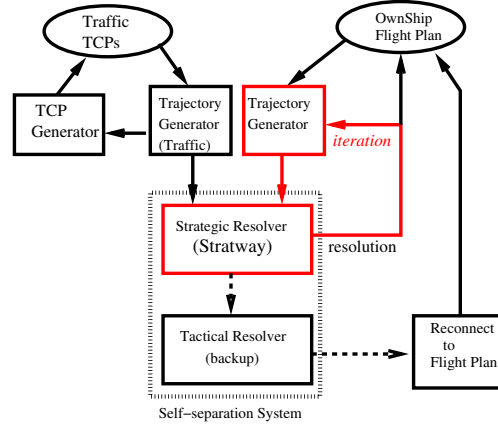 Traffic
TCPs
OwnShip
Flight Plan
TCP
Generator
Trajectory
Generator
(Traffic)
Trajectory
Generator
iteration
Strategic Resolver
(Stratway)
resolution
Tactical Resolver
(backup)
Reconnect
to
Flight Plan
Self−separation System